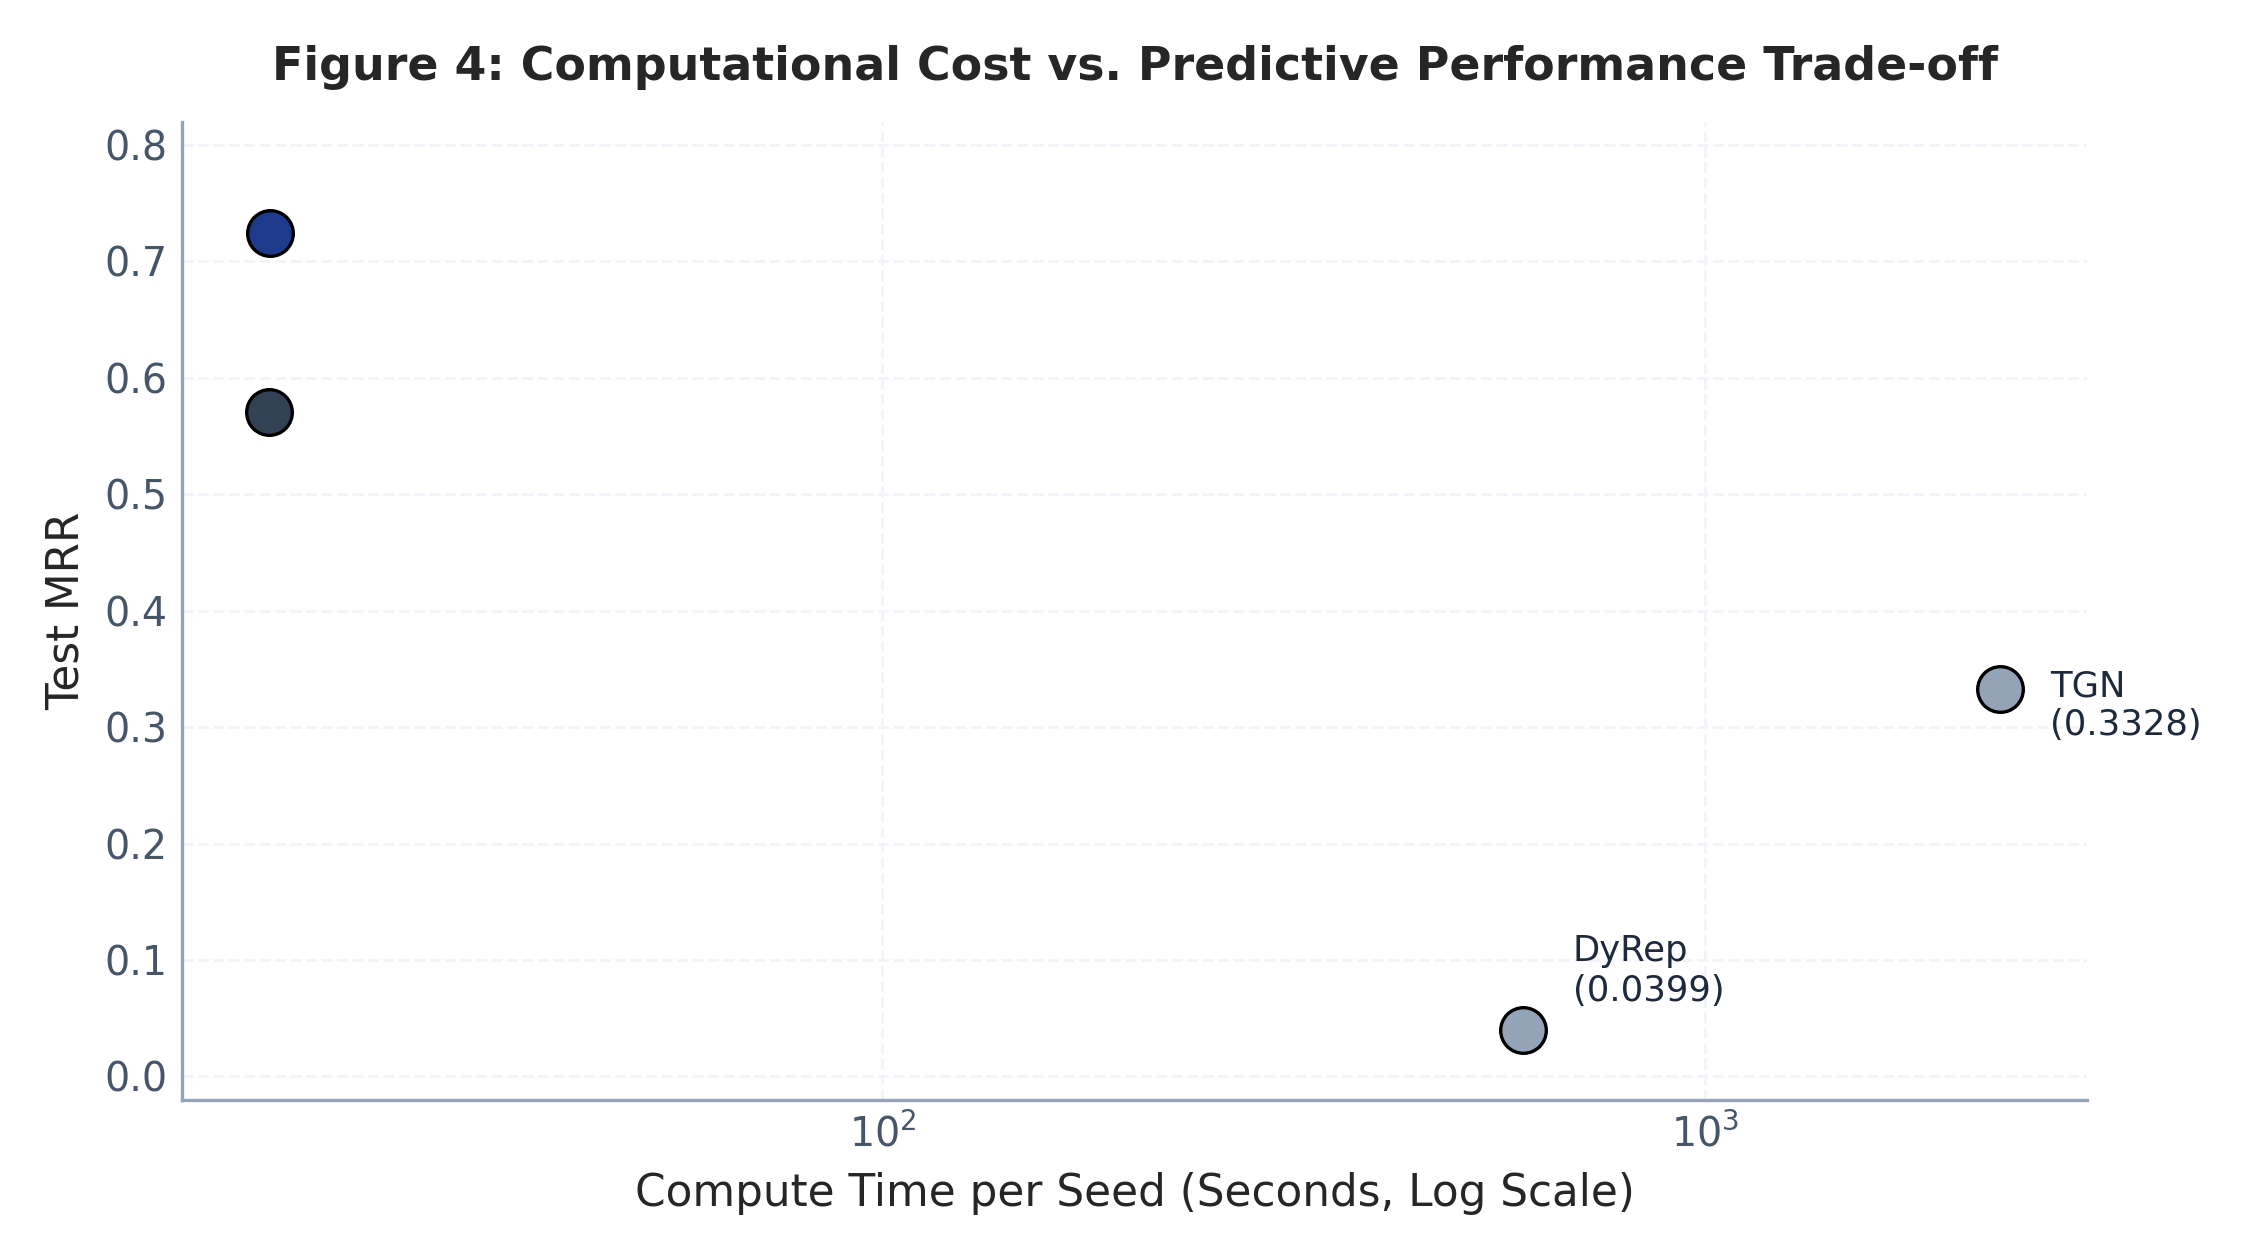 Figure 4: Computational Cost vs. Predictive Performance Trade-off
0.8
0.7
0.6
0.5
0.4
0.3
0.2
0.1
0.0
Test MRR
TGN
(0.3328)
DyRep
(0.0399)
10²
10³
Compute Time per Seed (Seconds, Log Scale)